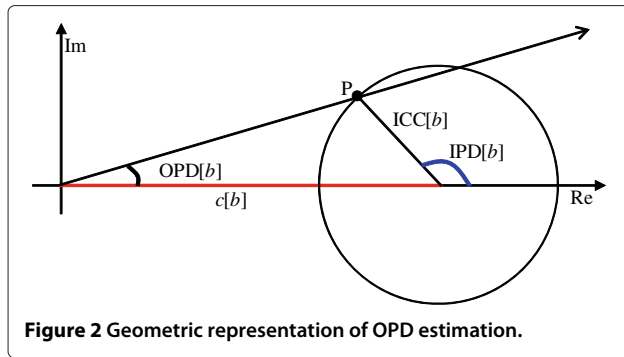 Im
P
ICC[b]
IPD[b]
OPD[b]
c[b]
Re
Figure 2 Geometric representation of OPD estimation.